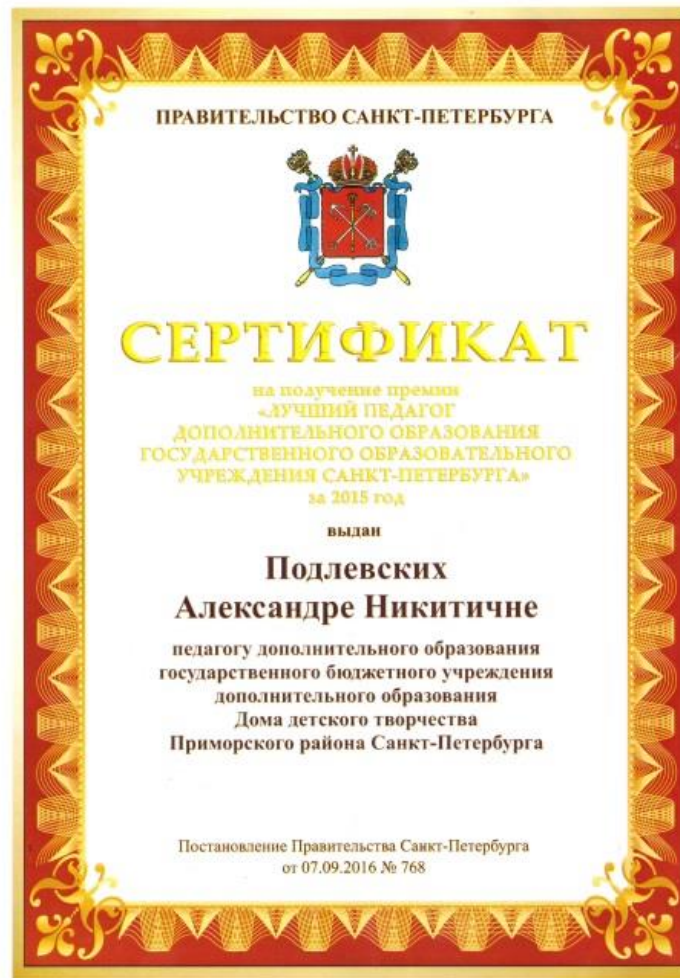 ПРАВИТЕЛЬСТВО САНКТ-ПЕТЕРБУРГА
СЕРТИФИКАТ
на получение премии
«ЛУЧШИЙ ПЕДАГОГ
ДОПОЛНИТЕЛЬНОГО ОБРАЗОВАНИЯ
ГОСУДАРСТВЕННОГО ОБРАЗОВАТЕЛЬНОГО
УЧРЕЖДЕНИЯ САНКТ-ПЕТЕРБУРГА»
за 2015 год
выдан
Подлевских
Александре Никитичне
педагогу дополнительного образования
государственного бюджетного учреждения
дополнительного образования
Дома детского творчества
Приморского района Санкт-Петербурга
Постановление Правительства Санкт-Петербурга
от 07.09.2016 № 768